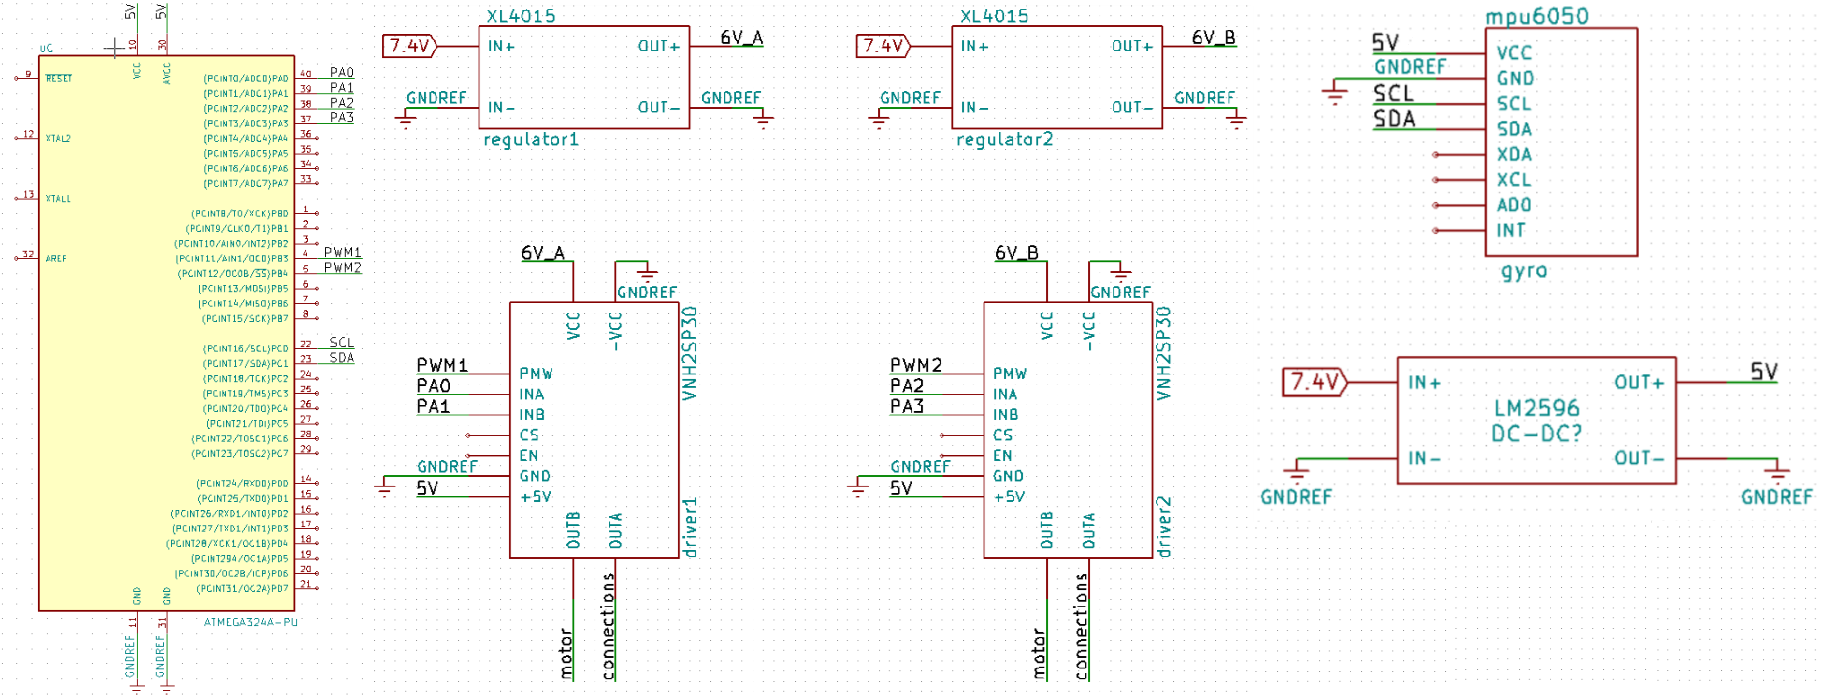 5V
5V
UC
10
30
VCC
AVCC
9
RESET
12
XTAL2
13
XTAL1
32
AREF
(PCINT0/ADC0)PA0 40 PA0
(PCINT1/ADC1)PA1 39 PA1
(PCINT2/ADC2)PA2 38 PA2
(PCINT3/ADC3)PA3 37 PA3
(PCINT4/ADC4)PA4 36
(PCINT5/ADC5)PA5 35
(PCINT6/ADC6)PA6 34
(PCINT7/ADC7)PA7 33
(PCINT8/T0/XCK)PB0 1
(PCINT9/CLKO/T1)PB1 2
(PCINT10/AIN0/INT2)PB2 3
(PCINT11/AIN1/OC0)PB3 4 PWM1
(PCINT12/OC0B/SS)PB4 5 PWM2
(PCINT13/MOSI)PB5 6
(PCINT14/MISO)PB6 7
(PCINT15/SCK)PB7 8
(PCINT16/SCL)PC0 22 SCL
(PCINT17/SDA)PC1 23 SDA
(PCINT18/TCK)PC2 24
(PCINT19/TMS)PC3 25
(PCINT20/TDO)PC4 26
(PCINT21/TDI)PC5 27
(PCINT22/TOSC1)PC6 28
(PCINT23/TOSC2)PC7 29
(PCINT24/RXD0)PD0 14
(PCINT25/TXD0)PD1 15
(PCINT26/RXD1/INT0)PD2 16
(PCINT27/TXD1/INT1)PD3 17
(PCINT28/XCK1/OC1B)PD4 18
(PCINT294/OC1A)PD5 19
(PCINT30/OC2B/ICP)PD6 20
(PCINT31/OC2A)PD7 21
GND
GND
11
31
ATMEGA324A-PU
GNDREF
GNDREF
XL4015
7.4V
IN+
OUT+
6V_A
GNDREF
IN-
OUT-
GNDREF
regulator1
XL4015
7.4V
IN+
OUT+
6V_B
GNDREF
IN-
OUT-
GNDREF
regulator2
6V_A
GNDREF
VCC
-VCC
VNH2SP30
PWM1
PMW
PA0
INA
PA1
INB
CS
EN
GNDREF
GND
5V
+5V
OUTB
OUTA
driver1
motor
connections
6V_B
GNDREF
VCC
-VCC
VNH2SP30
PWM2
PMW
PA2
INA
PA3
INB
CS
EN
GNDREF
GND
5V
+5V
OUTB
OUTA
driver2
motor
connections
mpu6050
5V
VCC
GNDREF
GND
SCL
SCL
SDA
SDA
XDA
XCL
AD0
INT
gyro
7.4V
IN+
OUT+
5V
LM2596
DC-DC?
IN-
OUT-
GNDREF
GNDREF